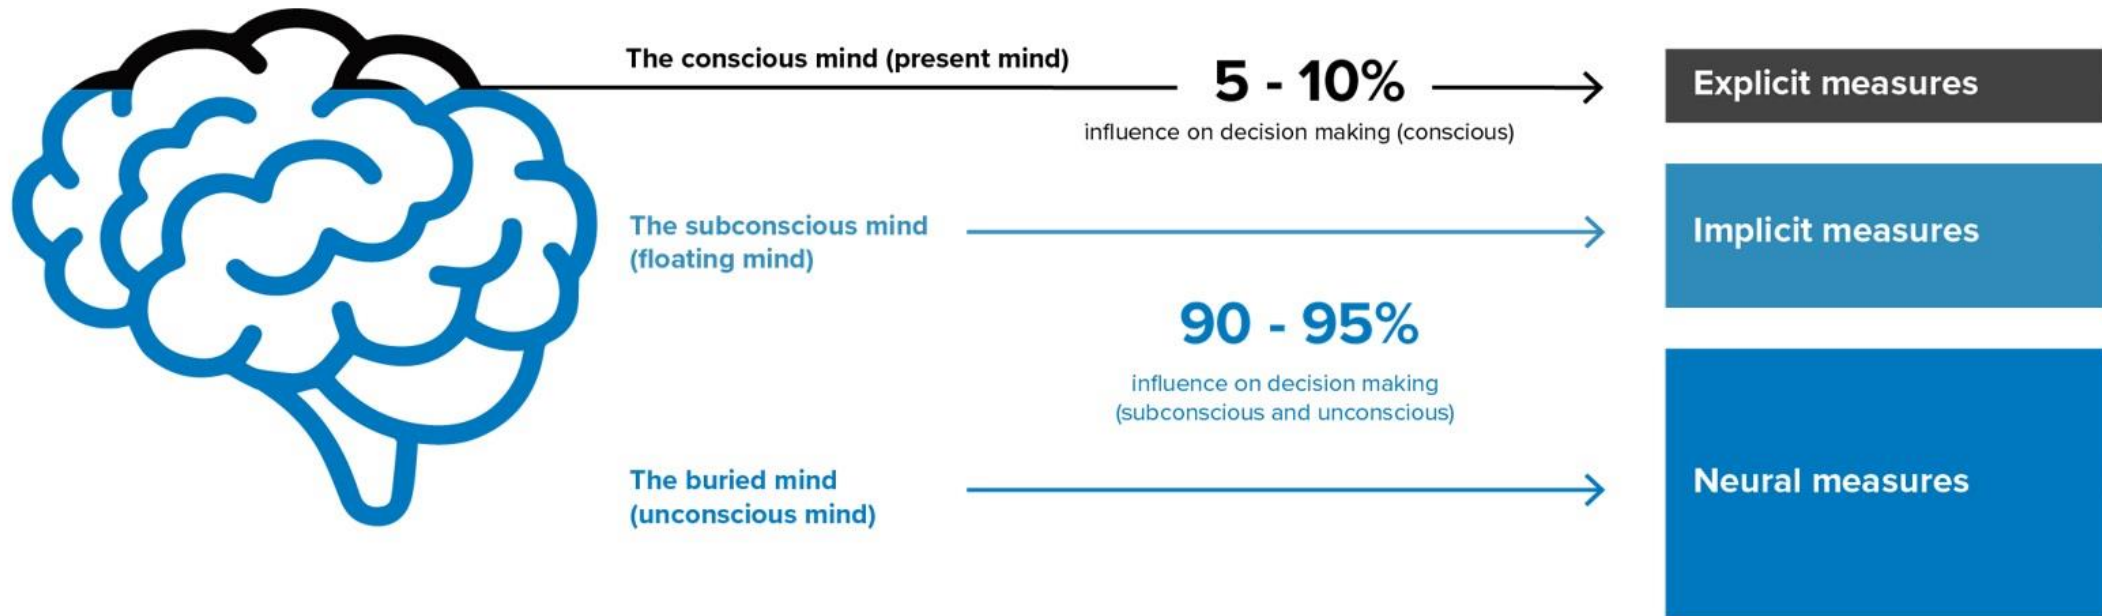 The conscious mind (present mind)
5 - 10%
influence on decision making (conscious)
Explicit measures
The subconscious mind
(floating mind)
Implicit measures
90 - 95%
influence on decision making
(subconscious and unconscious)
The buried mind
(unconscious mind)
Neural measures